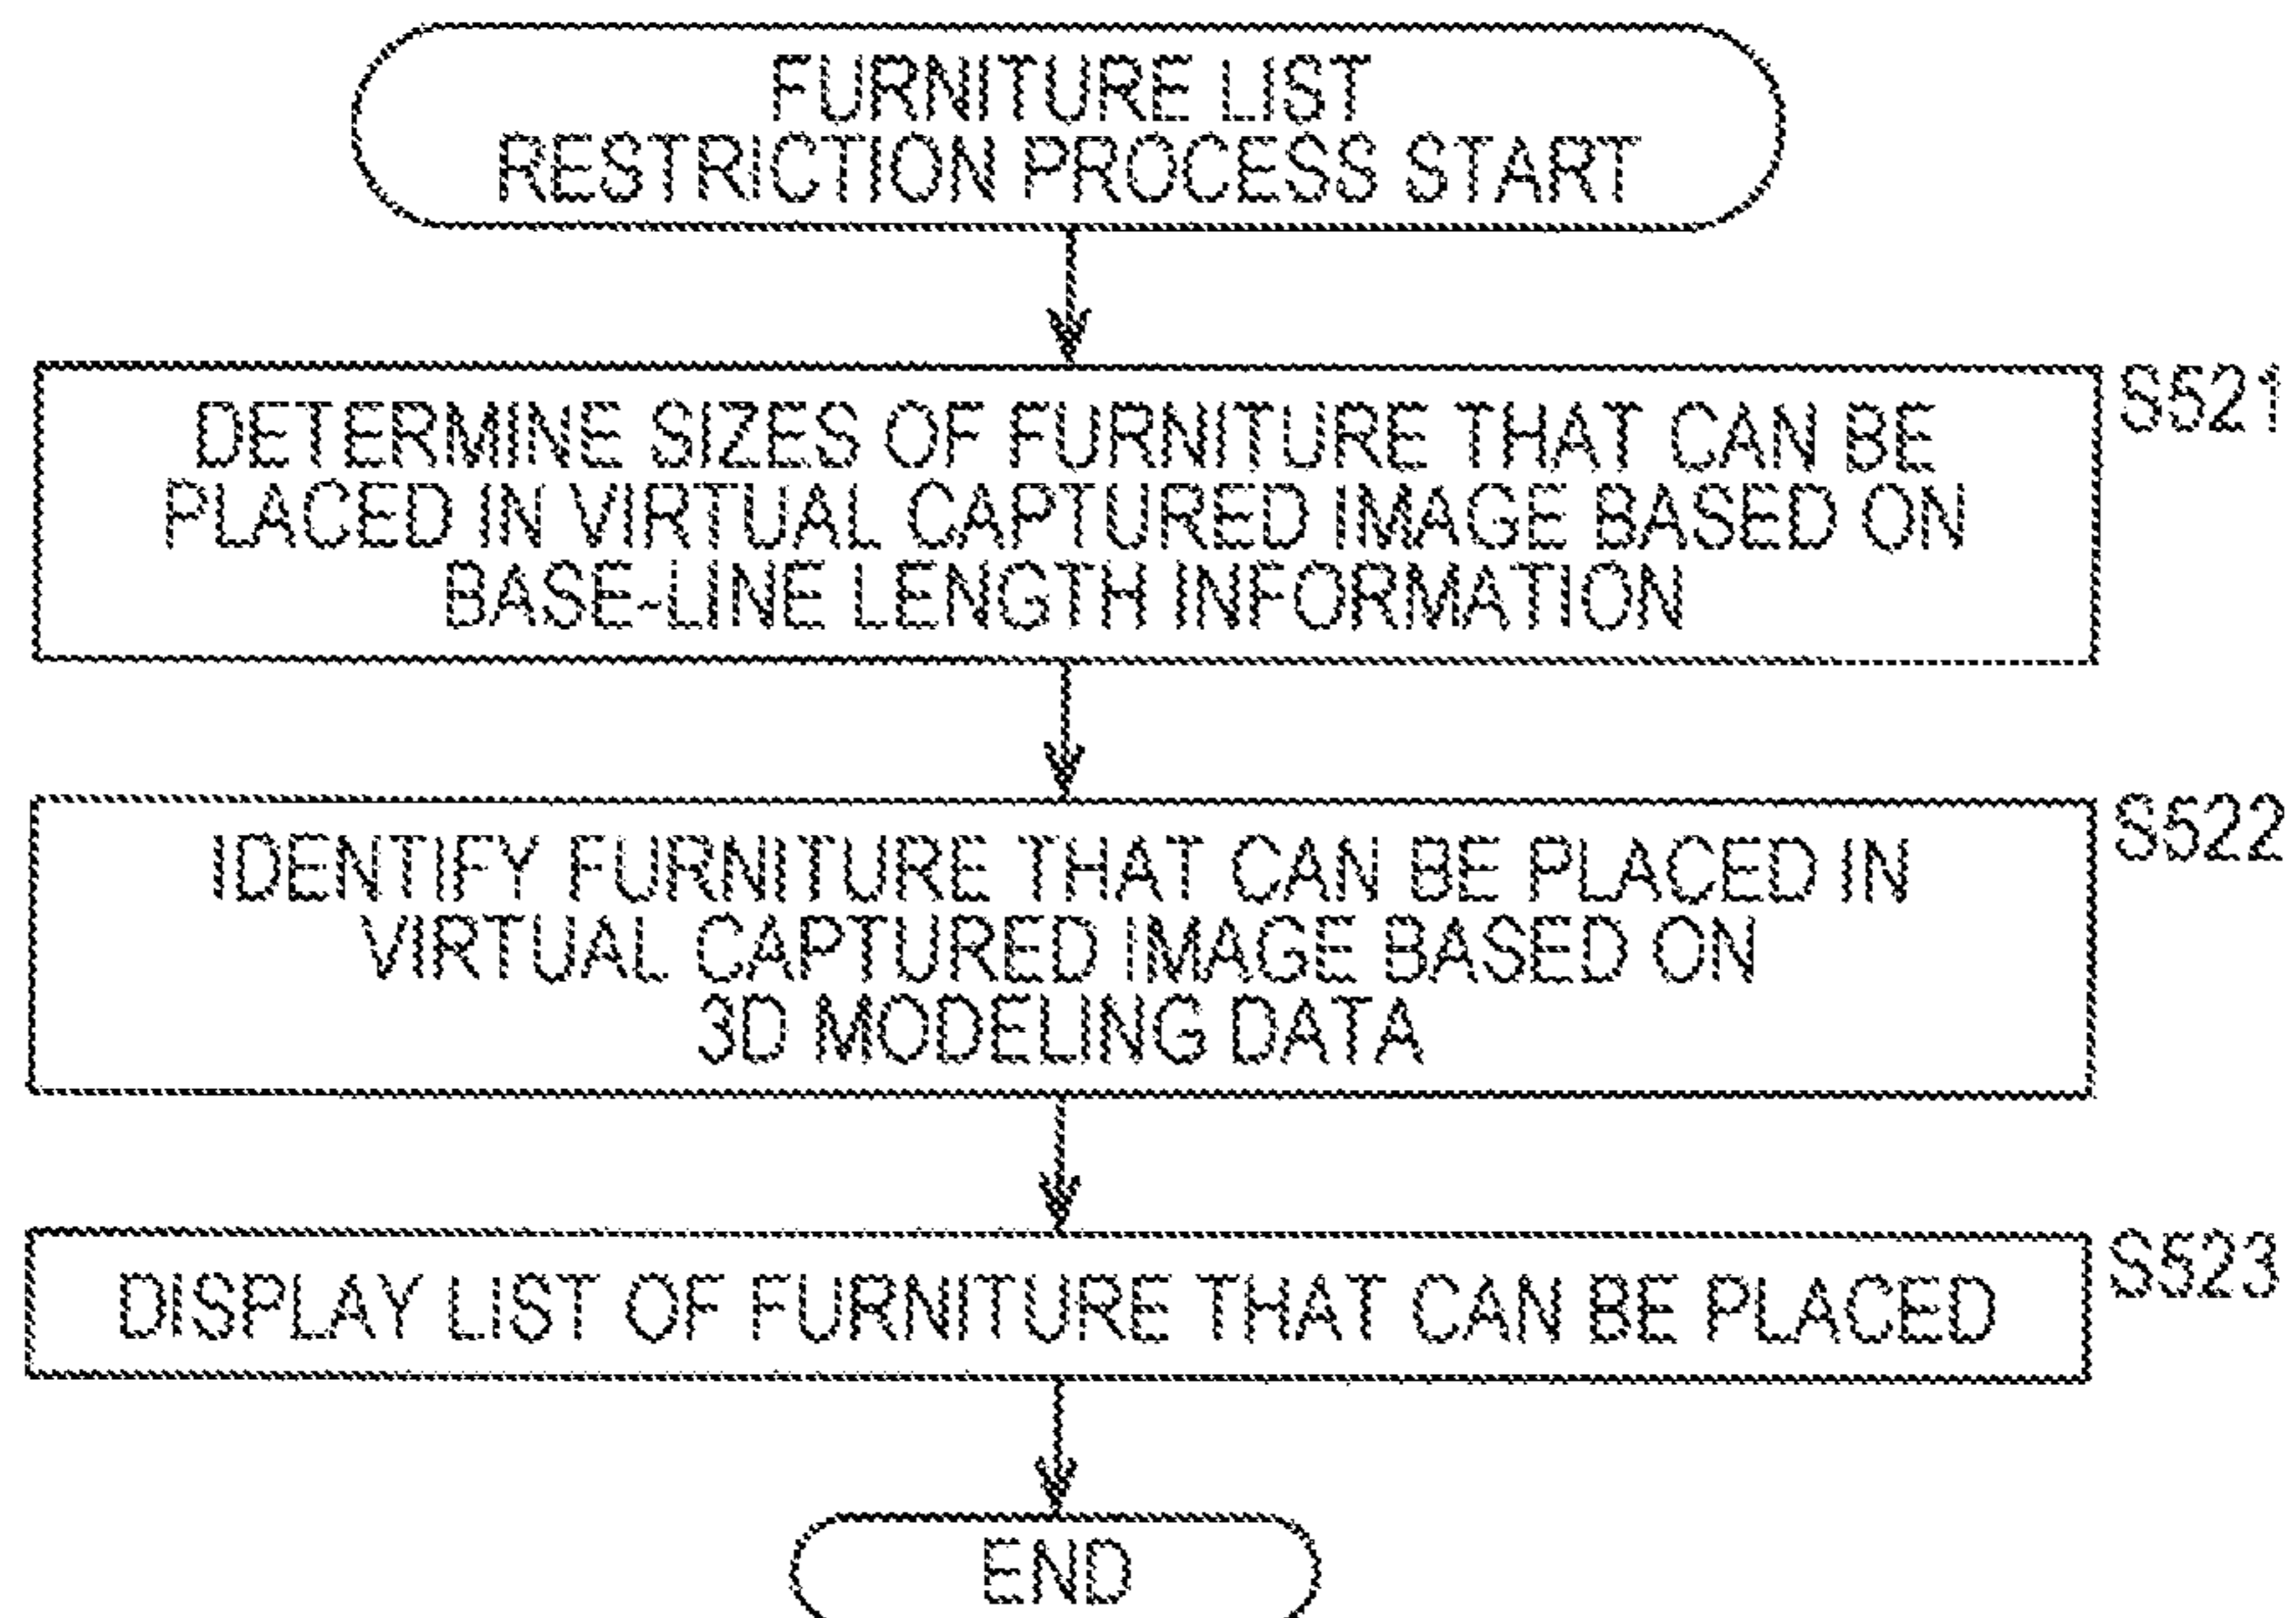 FURNITURE LIST
RESTRICTION PROCESS START
S521
DETERMINE SIZES OF FURNITURE THAT CAN BE
PLACED IN VIRTUAL CAPTURED IMAGE BASED ON
BASE-LINE LENGTH INFORMATION
S522
IDENTIFY FURNITURE THAT CAN BE PLACED IN
VIRTUAL CAPTURED IMAGE BASED ON
3D MODELING DATA
S523
DISPLAY LIST OF FURNITURE THAT CAN BE PLACED
END